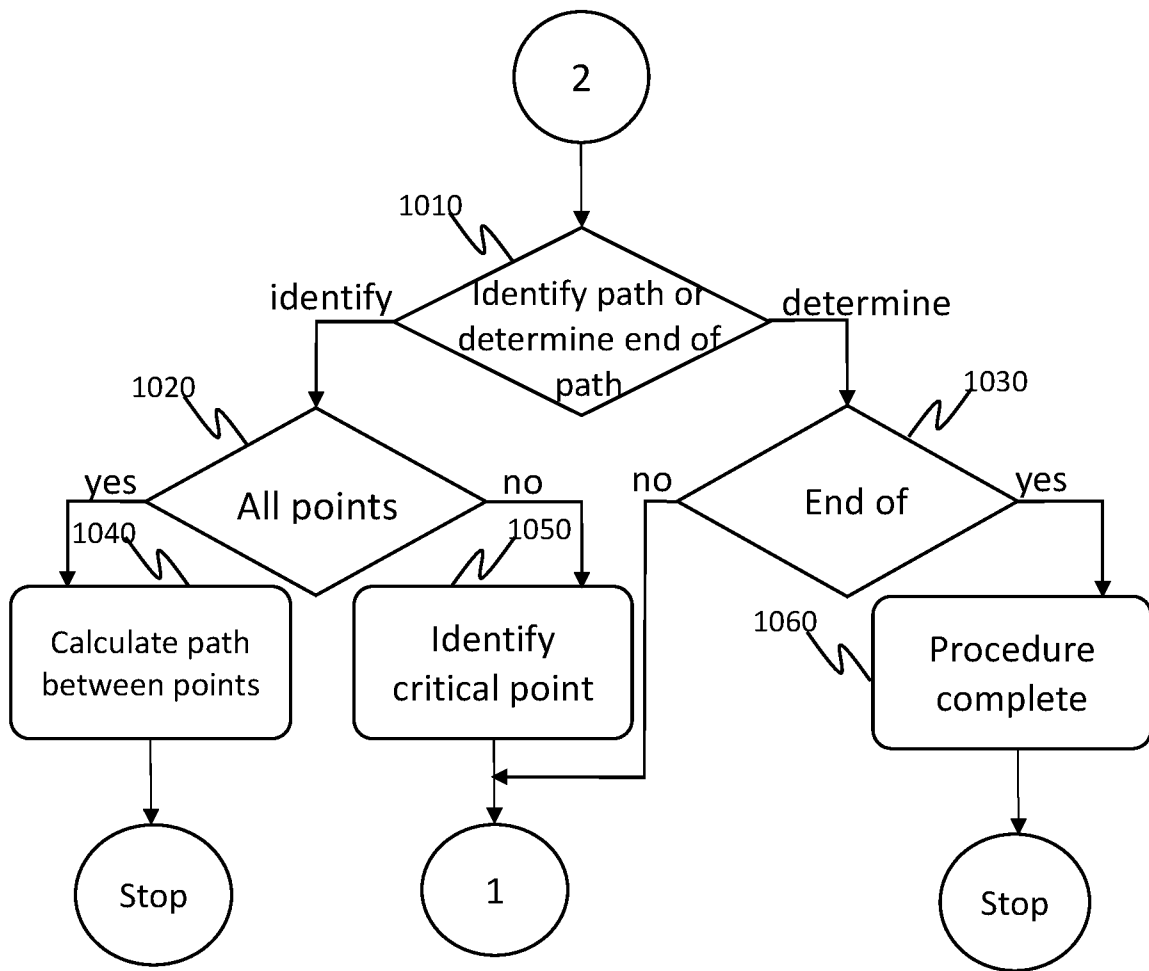 2
1010
identify
Identify path or
determine end of
path
determine
1020
1030
yes
All points
no
no
End of
yes
1040
1050
Calculate path
between points
Identify
critical point
1060
Procedure
complete
Stop
1
Stop